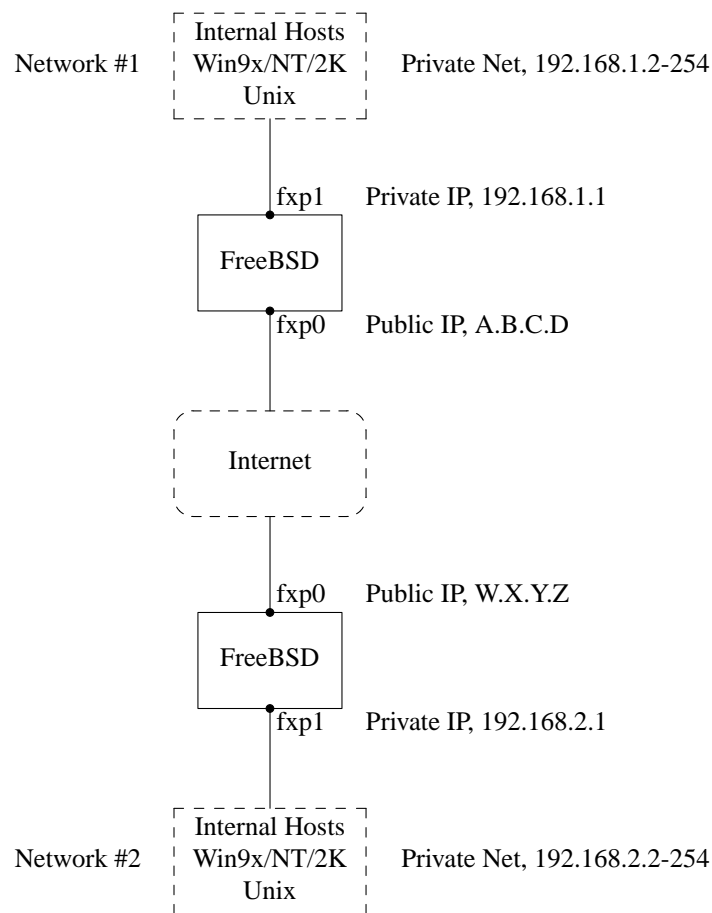 Internal Hosts
Network #1 Win9x/NT/2K Private Net, 192.168.1.2-254
Unix
fxp1 Private IP, 192.168.1.1
FreeBSD
fxp0 Public IP, A.B.C.D
Internet
fxp0 Public IP, W.X.Y.Z
FreeBSD
fxp1 Private IP, 192.168.2.1
Internal Hosts
Network #2 Win9x/NT/2K Private Net, 192.168.2.2-254
Unix